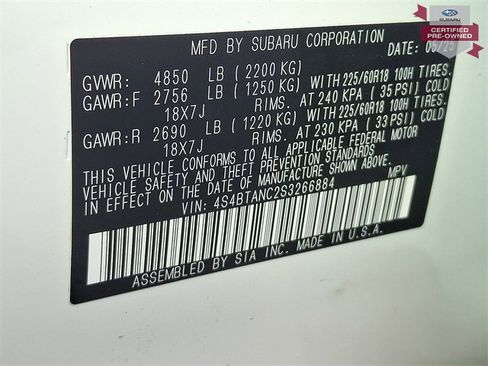 SUBARU
CERTIFIED
PRE-OWNED
MFD BY SUBARU CORPORATION DATE:
GVWR: 4850 LB (2200 KG)
GAWR:F 2756 LB (1250 KG) WITH 225/60R18 100H TIRES.
18X7J RIMS. AT 240 KPA (35 PSI) COLD
GAWR:R 2690 LB (1220 KG) WITH 225/60R18 100H TIRES.
18X7J RIMS. AT 230 KPA (33 PSI) COLD
THIS VEHICLE CONFORMS TO ALL APPLICABLE FEDERAL MOTOR
VEHICLE SAFETY AND THEFT PREVENTION STANDARDS
IN EFFECT ON THE DATE OF MANUFACTURE SHOWN ABOVE.
VIN: 4S4BTANC2S3266884 MPV
ASSEMBLED BY SIA INC. MADE IN U.S.A.